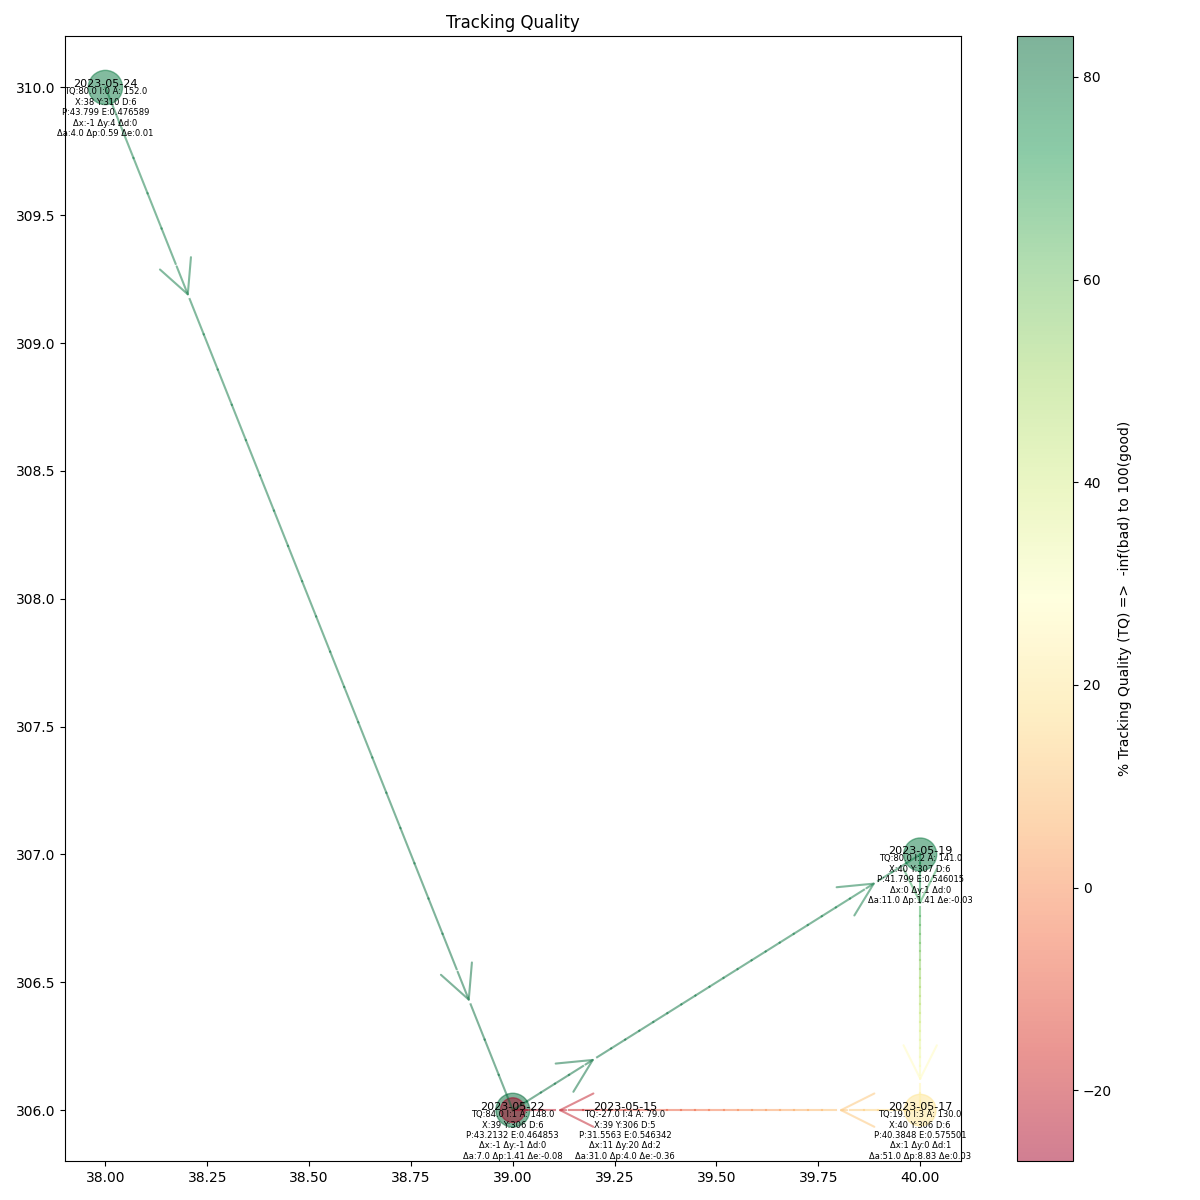 Tracking Quality
310.0
309.5
309.0
308.5
308.0
307.5
307.0
306.5
306.0
2023-05-24
TQ:80.0 I:0 A: 152.0
X:38 Y:310 D:6
P:43.799 E:0.476589
Δx:-1 Δy:4 Δd:0
Δa:4.0 Δp:0.59 Δe:0.01
2023-05-19
TQ:80.0 I:2 A: 141.0
X:40 Y:307 D:6
P:41.799 E:0.546015
Δx:0 Δy:1 Δd:0
Δa:11.0 Δp:1.41 Δe:-0.03
2023-05-22
TQ:84.0 I:1 A: 148.0
X:39 Y:306 D:6
P:43.2132 E:0.464853
Δx:-1 Δy:-1 Δd:0
Δa:7.0 Δp:1.41 Δe:-0.08
2023-05-15
TQ:-27.0 I:4 A: 79.0
X:39 Y:306 D:5
P:31.5563 E:0.546342
Δx:11 Δy:20 Δd:2
Δa:31.0 Δp:4.0 Δe:-0.36
2023-05-17
TQ:19.0 I:3 A: 130.0
X:40 Y:306 D:6
P:40.3848 E:0.575501
Δx:1 Δy:0 Δd:1
Δa:51.0 Δp:8.83 Δe:0.03
38.00 38.25 38.50 38.75 39.00 39.25 39.50 39.75 40.00
80
60
40
20
0
−20
% Tracking Quality (TQ) => -inf(bad) to 100(good)